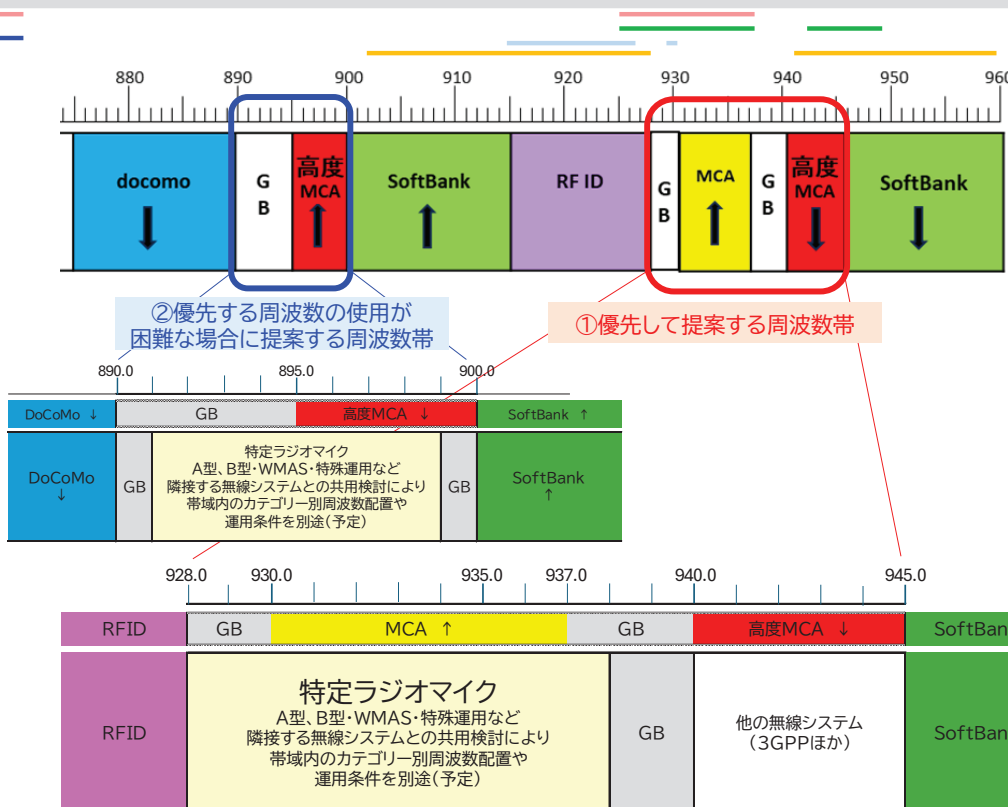 880 890 900 910 920 930 940 950 960
docomo
↓
G
B
高度
MCA
↑
SoftBank
↑
RF ID
G
B
MCA
↑
G
B
高度
MCA
↓
SoftBank
↓
②優先する周波数の使用が
困難な場合に提案する周波数帯
①優先して提案する周波数帯
890.0 895.0 900.0
DoCoMo ↓ GB 高度MCA ↓ SoftBank ↑
DoCoMo
↓
GB
特定ラジオマイク
A型、B型・WMAS・特殊運用など
隣接する無線システムとの共用検討により
帯域内のカテゴリー別周波数配置や
運用条件を別途(予定)
GB
SoftBank
↑
928.0 930.0 935.0 937.0 940.0 945.0
RFID GB MCA ↑ GB 高度MCA ↓ SoftBan
RFID
特定ラジオマイク
A型、B型・WMAS・特殊運用など
隣接する無線システムとの共用検討により
帯域内のカテゴリー別周波数配置や
運用条件を別途(予定)
GB
他の無線システム
(3GPPほか)
SoftBan